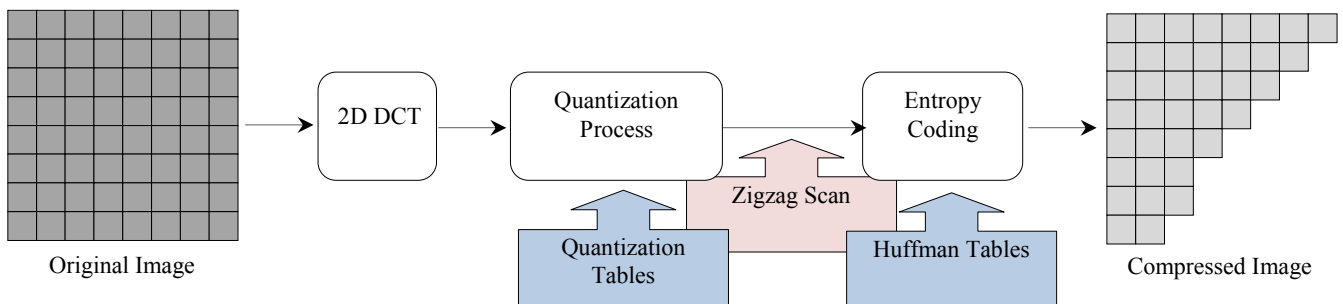 2D DCT
Quantization
Process
Entropy
Coding
Zigzag Scan
Quantization
Tables
Huffman Tables
Original Image
Compressed Image